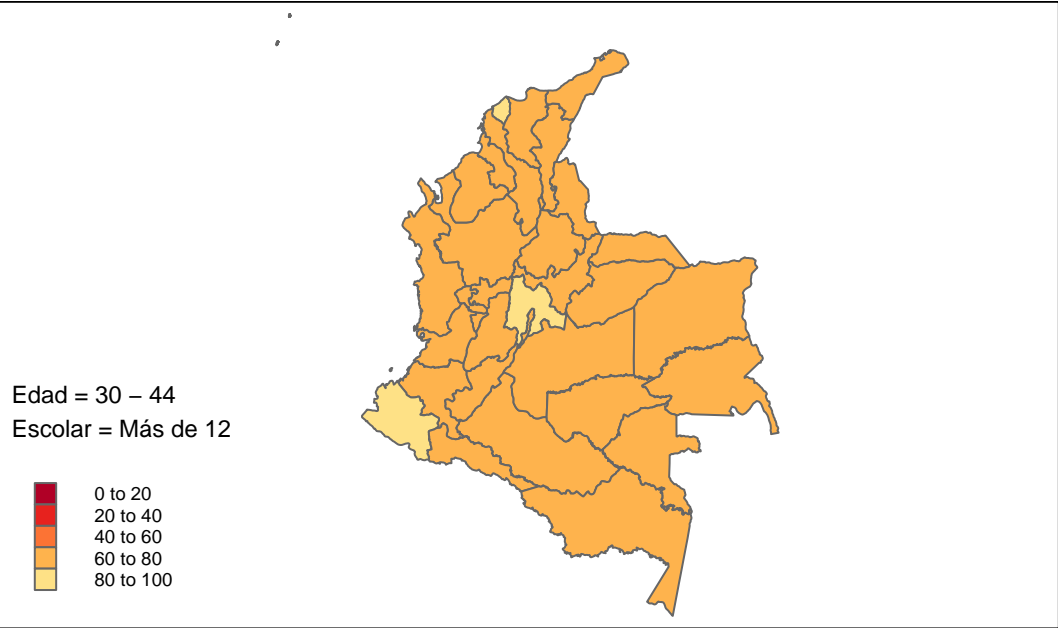 Edad = 30 – 44
Escolar = Más de 12
0 to 20
20 to 40
40 to 60
60 to 80
80 to 100